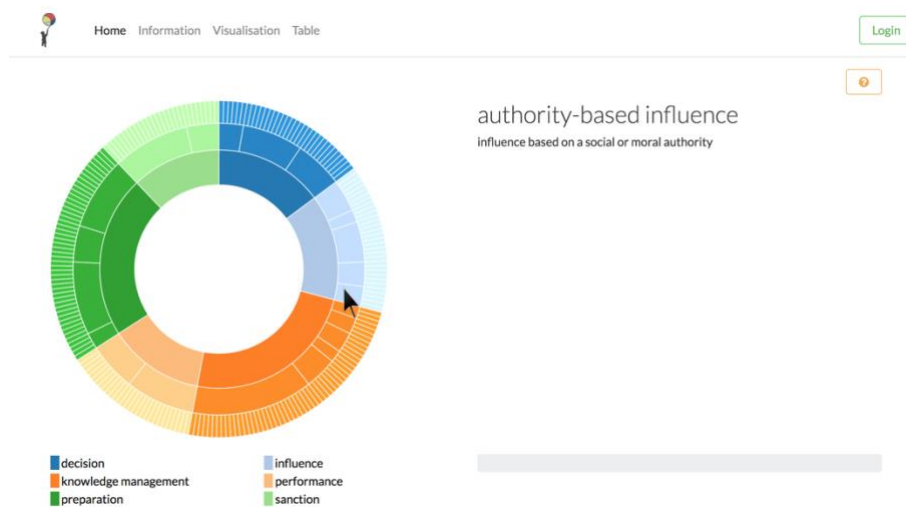 Home Information Visualisation Table
Login
authority-based influence
influence based on a social or moral authority
decision
influence
knowledge management
performance
preparation
sanction